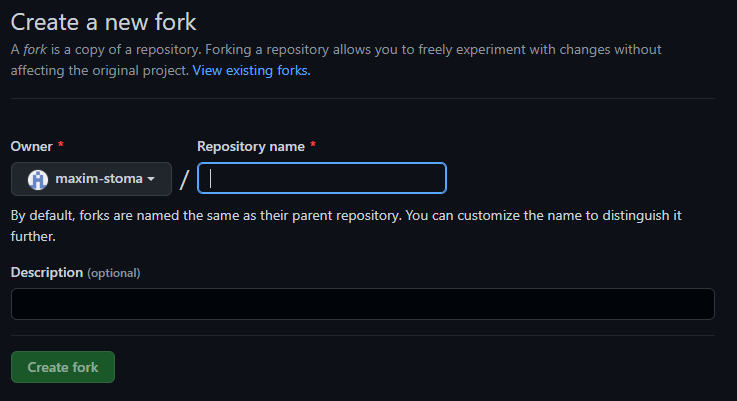 Create a new fork
A fork is a copy of a repository. Forking a repository allows you to freely experiment with changes without
affecting the original project. View existing forks.
Owner * Repository name *
maxim-stoma /
By default, forks are named the same as their parent repository. You can customize the name to distinguish it
further.
Description (optional)
Create fork